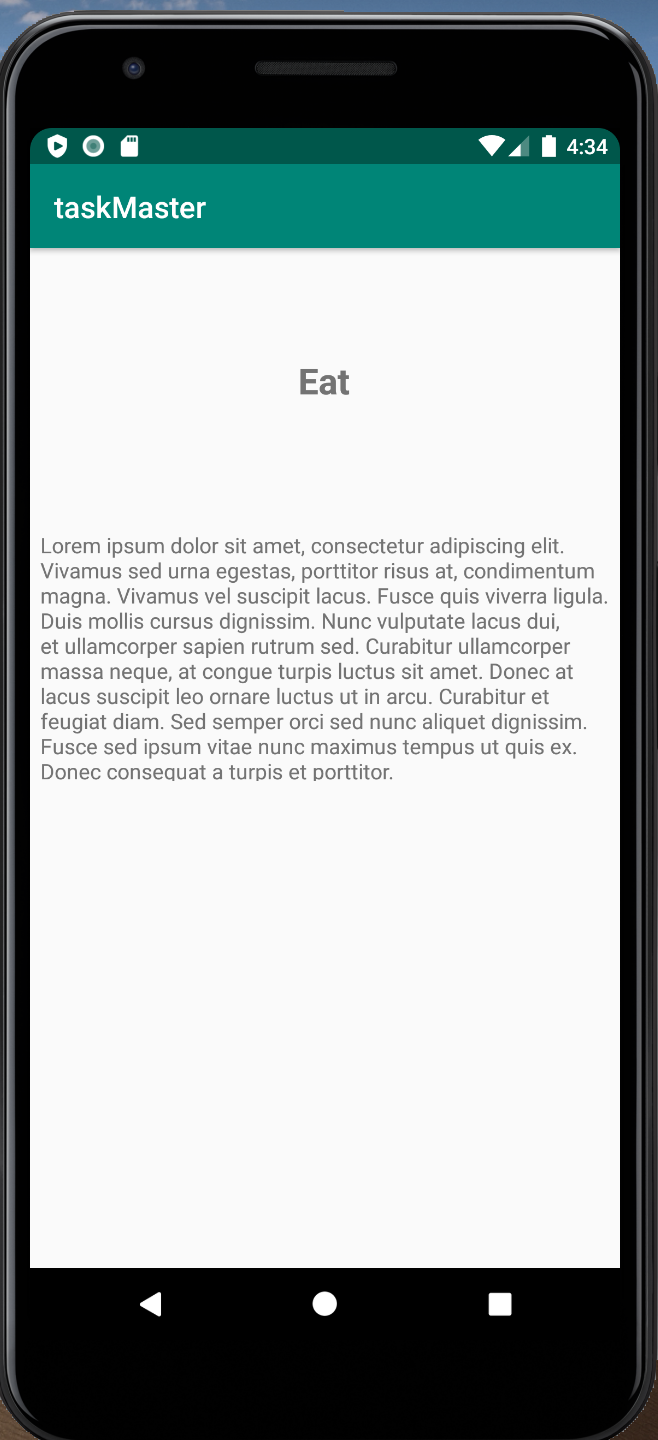 4:34
taskMaster
Eat
Lorem ipsum dolor sit amet, consectetur adipiscing elit.
Vivamus sed urna egestas, porttitor risus at, condimentum
magna. Vivamus vel suscipit lacus. Fusce quis viverra ligula.
Duis mollis cursus dignissim. Nunc vulputate lacus dui,
et ullamcorper sapien rutrum sed. Curabitur ullamcorper
massa neque, at congue turpis luctus sit amet. Donec at
lacus suscipit leo ornare luctus ut in arcu. Curabitur et
feugiat diam. Sed semper orci sed nunc aliquet dignissim.
Fusce sed ipsum vitae nunc maximus tempus ut quis ex.
Donec consequat a turpis et porttitor.